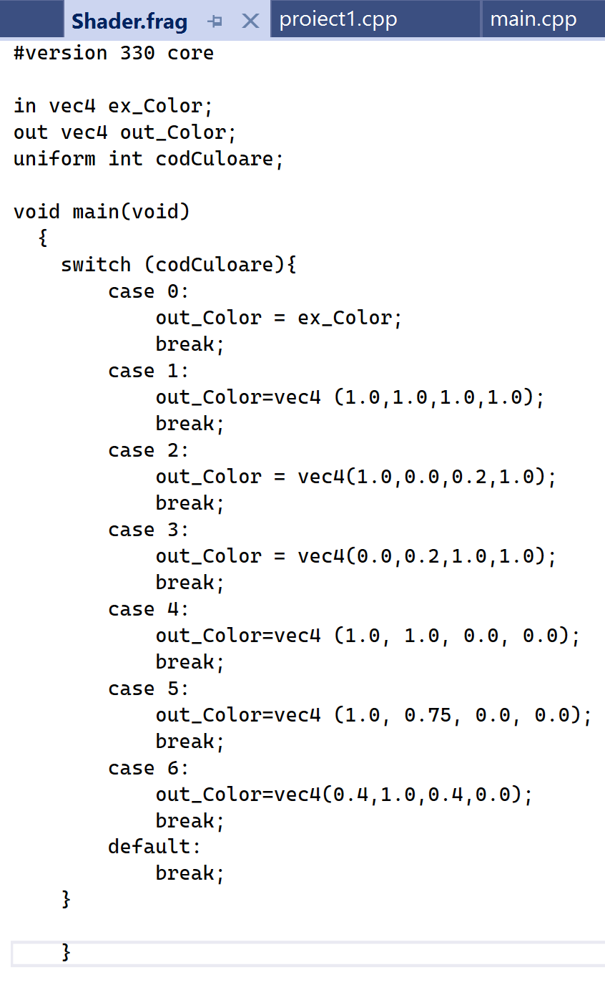 Shader.frag proiect1.cpp main.cpp
#version 330 core
in vec4 ex_Color;
out vec4 out_Color;
uniform int codCuloare;
void main(void)
{
switch (codCuloare){
case 0:
out_Color = ex_Color;
break;
case 1:
out_Color=vec4 (1.0,1.0,1.0,1.0);
break;
case 2:
out_Color = vec4(1.0,0.0,0.2,1.0);
break;
case 3:
out_Color = vec4(0.0,0.2,1.0,1.0);
break;
case 4:
out_Color=vec4 (1.0, 1.0, 0.0, 0.0);
break;
case 5:
out_Color=vec4 (1.0, 0.75, 0.0, 0.0);
break;
case 6:
out_Color=vec4(0.4,1.0,0.4,0.0);
break;
default:
break;
}
}